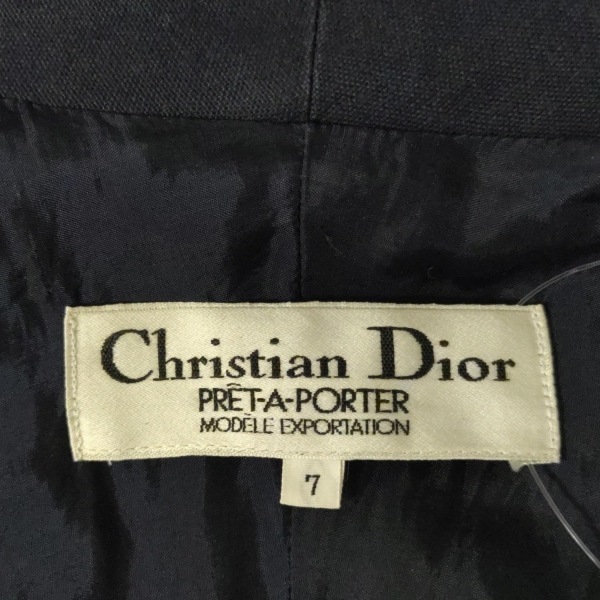 Christian Dior
PRÊT-A-PORTER
MODÈLE EXPORTATION
7